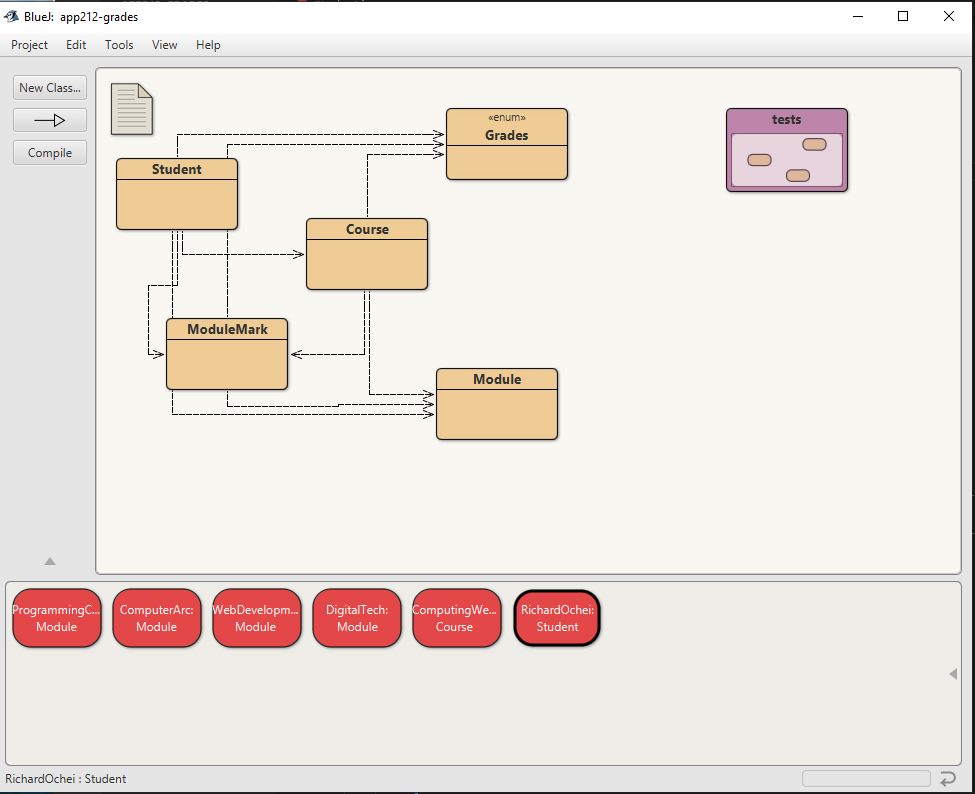 BlueJ: app212-grades
Project Edit Tools View Help
New Class...
Compile
«enum»
Grades
tests
Student
Course
ModuleMark
Module
ProgrammingC...
Module
ComputerArc:
Module
WebDevelopm...
Module
DigitalTech:
Module
ComputingWe...
Course
RichardOchei:
Student
RichardOchei : Student